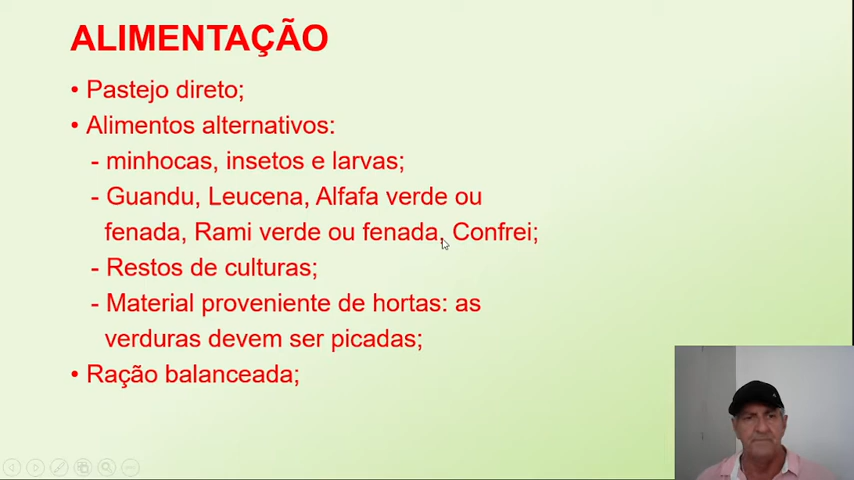 ALIMENTAÇÃO
• Pastejo direto;
• Alimentos alternativos:
- minhocas, insetos e larvas;
- Guandu, Leucena, Alfafa verde ou
fenada, Rami verde ou fenada, Confrei;
- Restos de culturas;
- Material proveniente de hortas: as
verduras devem ser picadas;
• Ração balanceada;